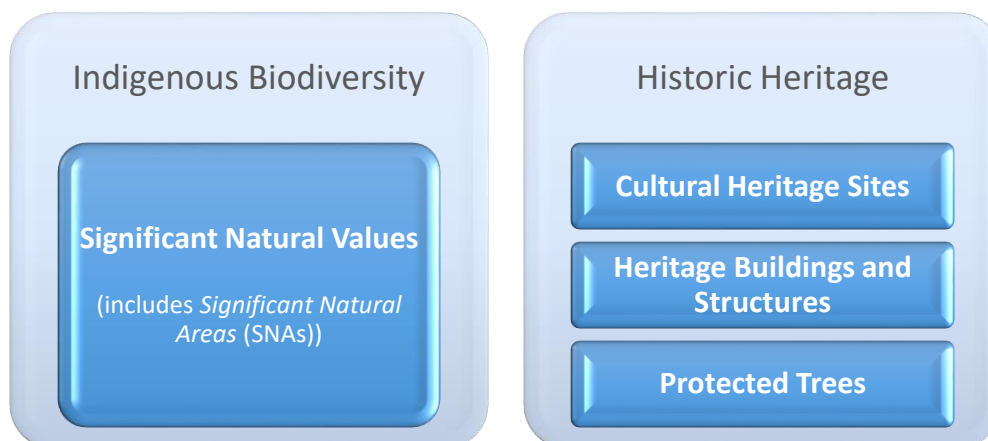 Indigenous Biodiversity
Significant Natural Values
(includes Significant Natural
Areas (SNAs))
Historic Heritage
Cultural Heritage Sites
Heritage Buildings and
Structures
Protected Trees